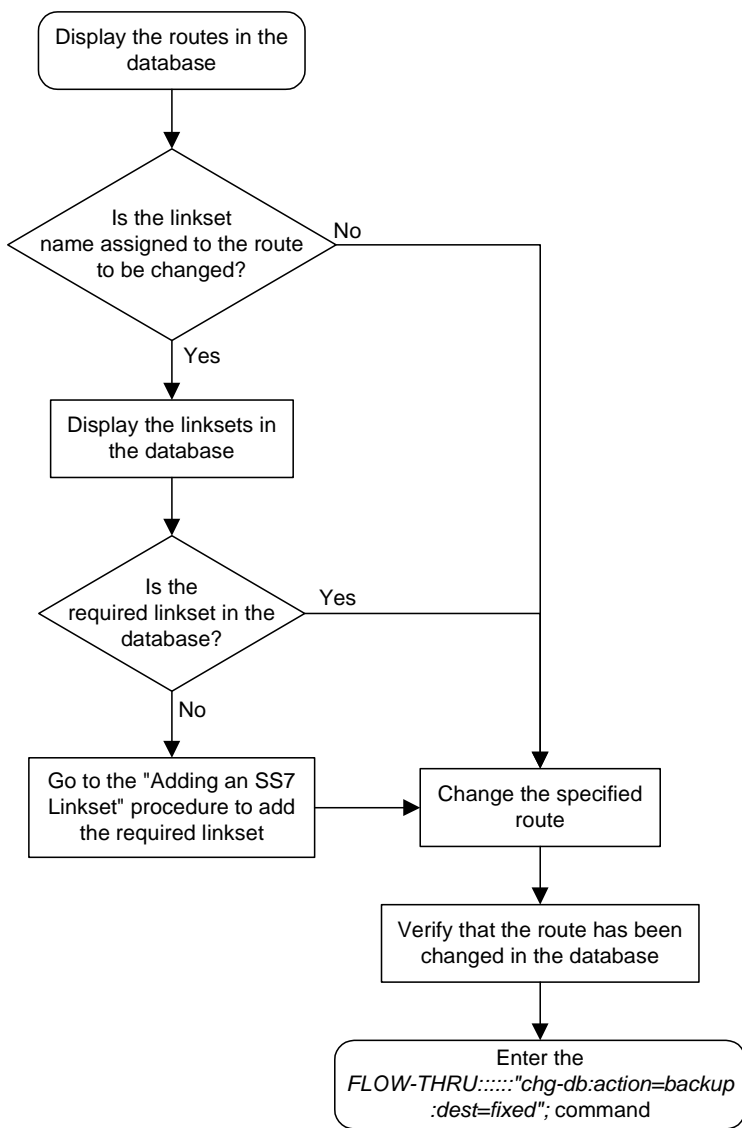 Display the routes in the
database
Is the linkset
name assigned to the route
to be changed?
No
Yes
Display the linksets in
the database
Is the
required linkset in the
database?
Yes
No
Go to the "Adding an SS7
Linkset" procedure to add
the required linkset
Change the specified
route
Verify that the route has been
changed in the database
Enter the
FLOW-THRU::::::"chg-db:action=backup
:dest=fixed"; command